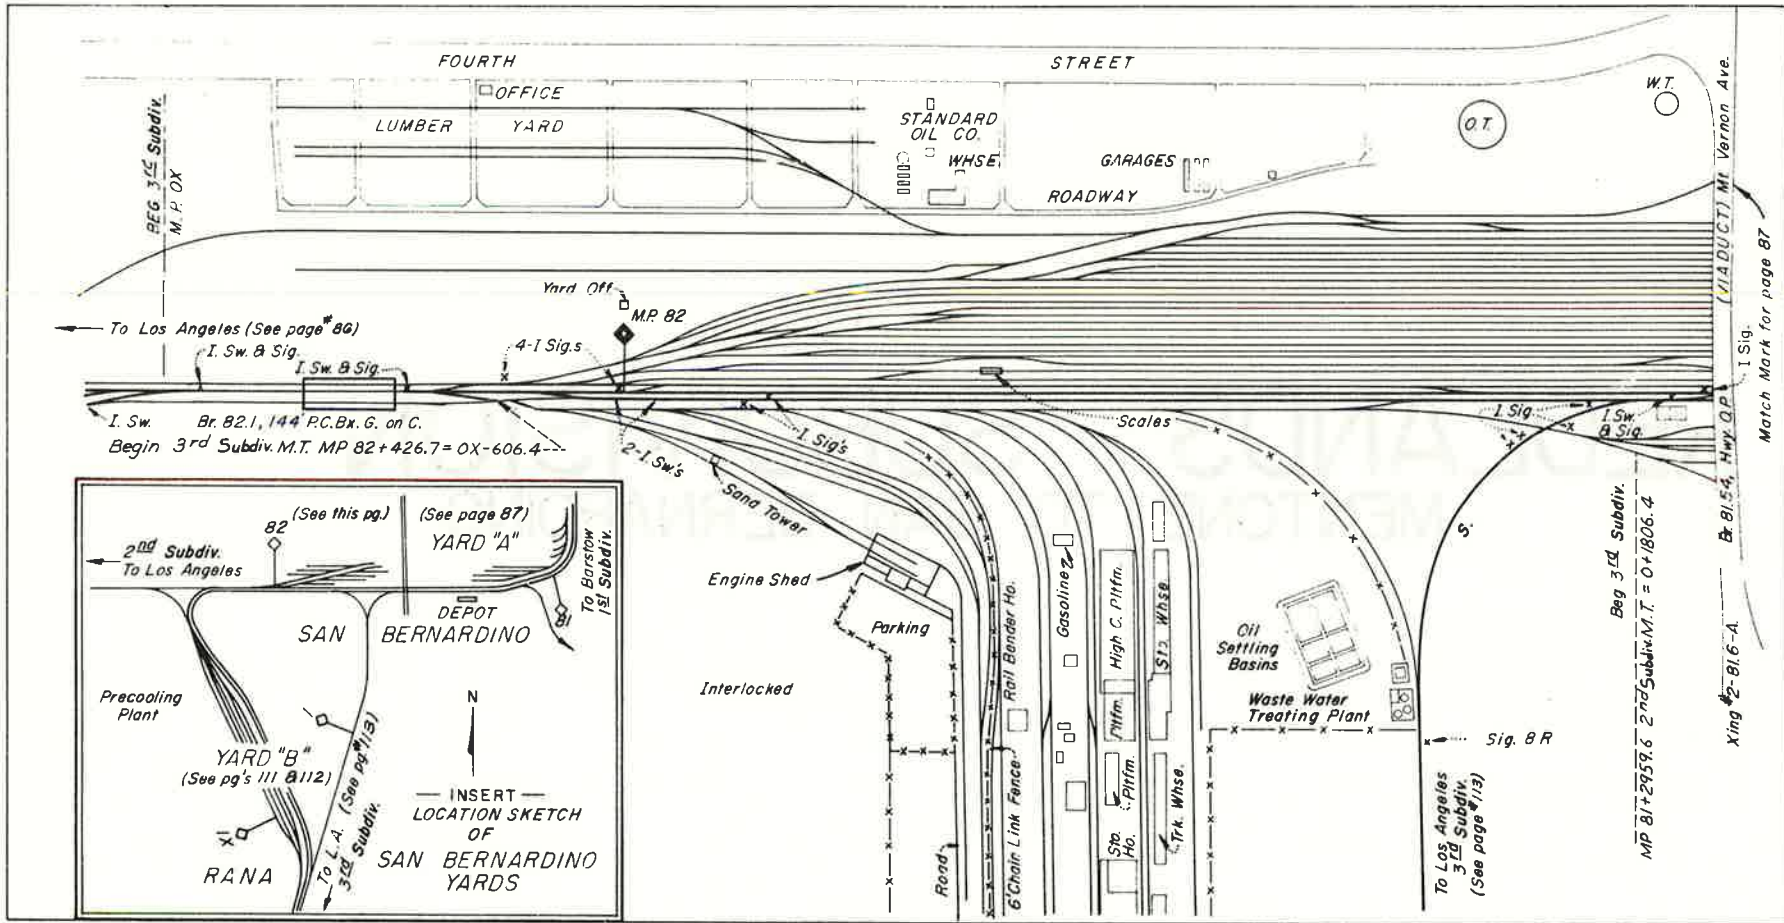 FOURTH STREET
OFFICE
LUMBER YARD
STANDARD
OIL CO.
WHSE.
GARAGES
ROADWAY
O.T.
W.T.
BEG 3rd Subdiv.
M.P. OX
(VIADUCT) Mt. Vernon Ave.
Match Mark for page 87
Yard Off.
M.P. 82
To Los Angeles (See page #86)
I. Sw. & Sig.
I. Sw. & Sig.
4-I Sig.s
I Sig.
I. Sw.
Br. 82.1, 144' P.C.Bx. G. on C.
Begin 3rd Subdiv. M.T. MP 82+426.7 = OX-606.4
2-I. Sw.'s
I. Sig's
Scales
I. Sig.
I. Sw.
& Sig.
S.
Sand Tower
Engine Shed
Parking
Interlocked
Road
6' Chain Link Fence
Rail Bender Ho.
Gasoline
High C. Pltfm.
Pltfm.
Sto. Whse.
Pltfm.
Sto.
Ho.
Trk. Whse.
Oil
Settling
Basins
Waste Water
Treating Plant
Sig. 8 R
To Los Angeles
3rd Subdiv.
(See page #113)
Beg 3rd Subdiv.
MP 81+2959.6 2nd Subdiv. M.T. = 0+1806.4
Xing #2-81.6-A
Br. 81.54, Hwy. O.P.
82
(See this pg.)
(See page 87)
YARD "A"
2nd Subdiv.
To Los Angeles
To Barstow
1st Subdiv.
81
DEPOT
SAN BERNARDINO
Precooling
Plant
N
YARD "B"
(See pg's 111 & 112)
1
X1
To L.A. (See pg #113)
3rd Subdiv.
RANA
INSERT
LOCATION SKETCH
OF
SAN BERNARDINO
YARDS